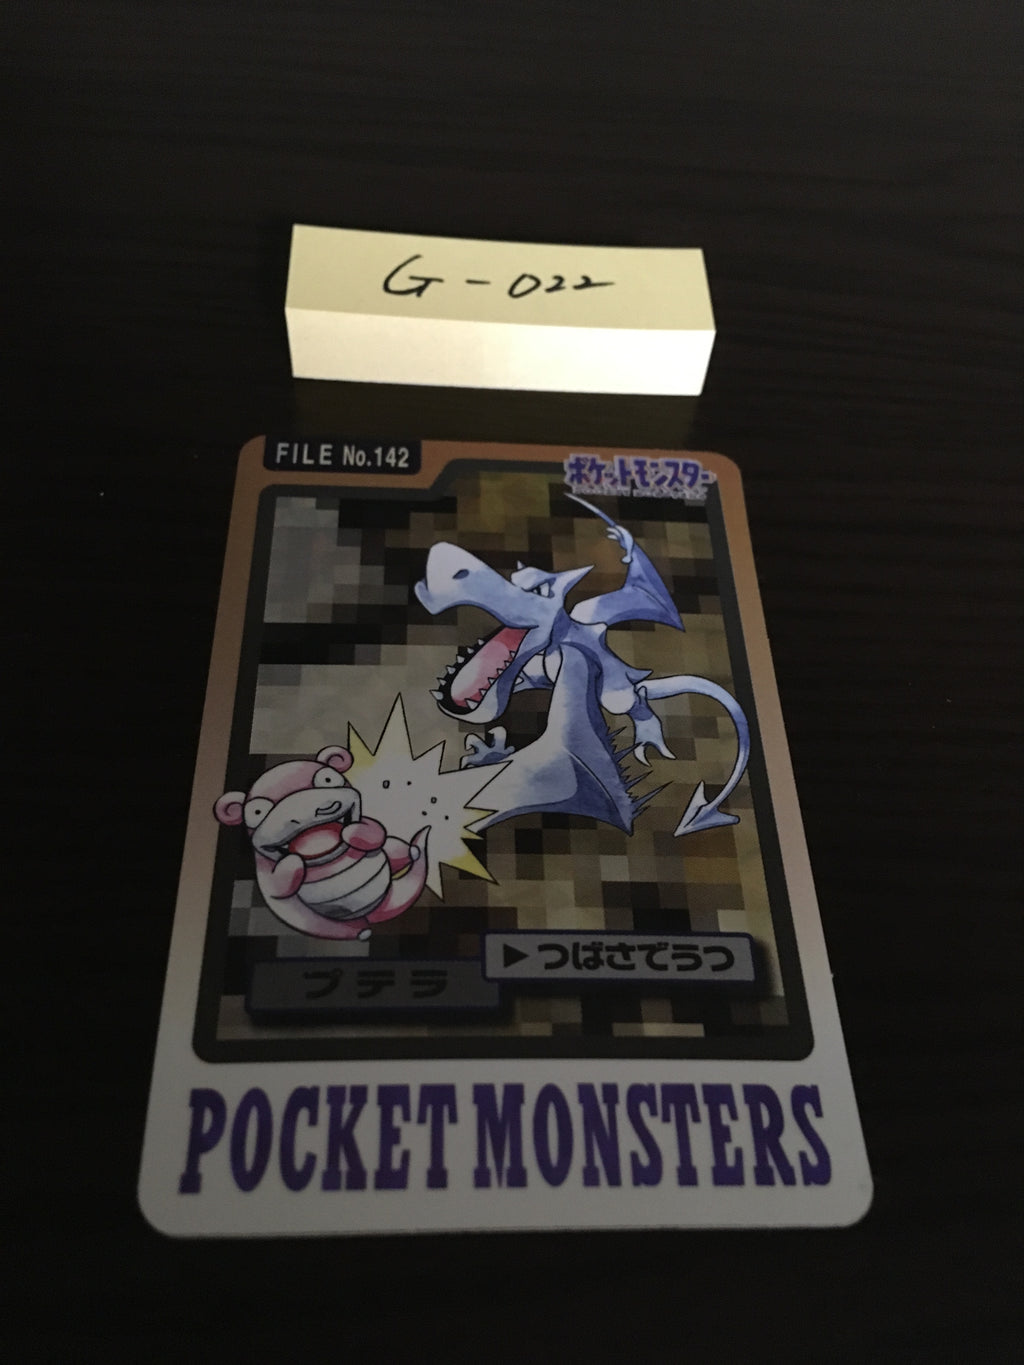 G-022
FILE No.142
ポケットモンスター
つばさでうつ
プテラ
POCKET MONSTERS